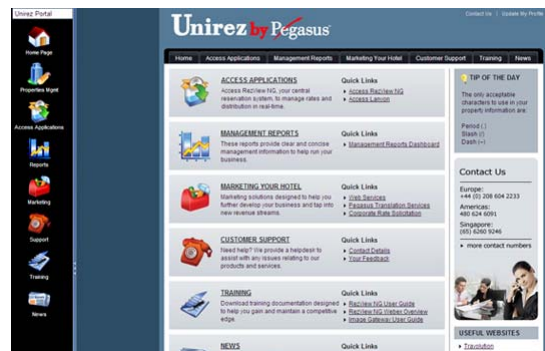 Unirez Portal
Home Page
Properties Mgmt
Access Applications
Reports
Marketing
Support
Training
News
Contact Us | Update My Profile
Unirez by Pegasus
Home
Access Applications
Management Reports
Marketing Your Hotel
Customer Support
Training
News
ACCESS APPLICATIONS
Access RezView NG, your central
reservation system, to manage rates and
distribution in real-time.
Quick Links
Access RezView NG
Access Lanyon
MANAGEMENT REPORTS
These reports provide clear and concise
management information to help run your
business.
Quick Links
Management Reports Dashboard
MARKETING YOUR HOTEL
Marketing solutions designed to help you
further develop your business and tap into
new revenue streams.
Quick Links
Web Services
Pegasus Translation Services
Corporate Rate Solicitation
CUSTOMER SUPPORT
Need help? We provide a helpdesk to
assist with any issues relating to our
products and services.
Quick Links
Contact Details
Your Feedback
TRAINING
Download training documentation designed
to help you gain and maintain a competitive
edge.
Quick Links
RezView NG User Guide
RezView NG Webex Overview
Image Gateway User Guide
NEWS
Quick Links
TIP OF THE DAY
The only acceptable
characters to use in your
property information are:
Period (.)
Slash (/)
Dash (-)
Contact Us
Europe:
+44 (0) 208 604 2233
Americas:
480 624 6091
Singapore:
(65) 6260 9246
more contact numbers
USEFUL WEBSITES
Travolution